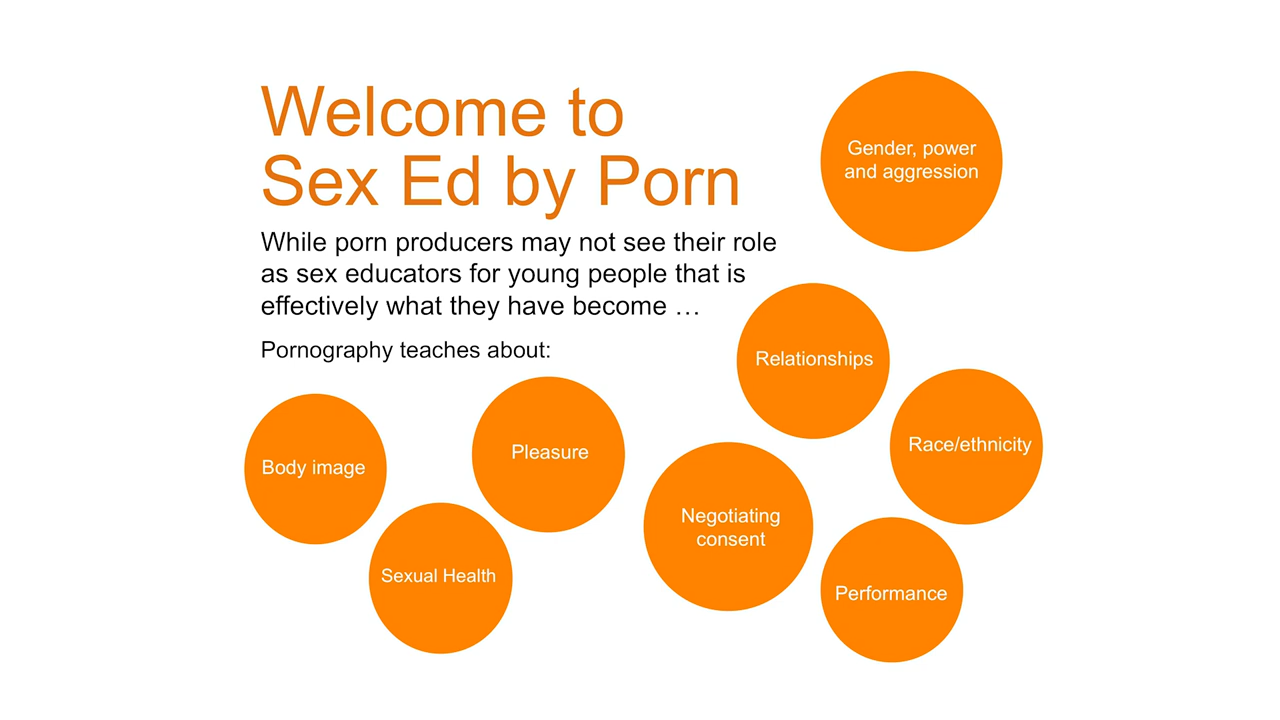 Welcome to
Sex Ed by Porn
While porn producers may not see their role
as sex educators for young people that is
effectively what they have become …
Pornography teaches about:
Gender, power
and aggression
Relationships
Race/ethnicity
Body image
Pleasure
Negotiating
consent
Sexual Health
Performance